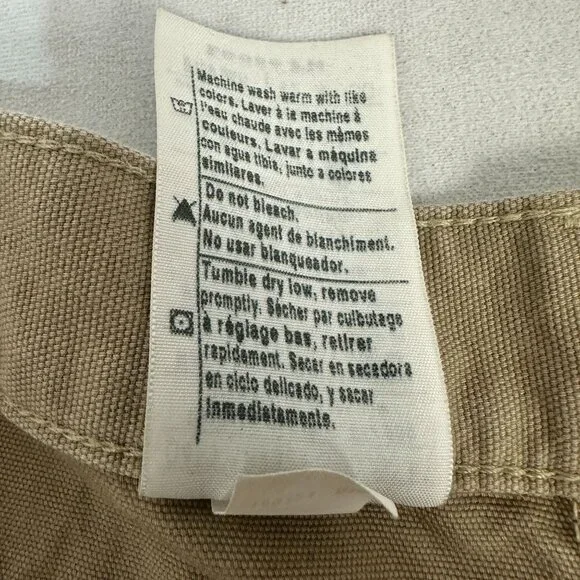 Machine wash warm with like
colors. Laver à la machine à
l'eau chaude avec les mêmes
couleurs. Lavar a máquina
con agua tibia, junto a colores
similares.
Do not bleach.
Aucun agent de blanchiment.
No usar blanqueador.
Tumble dry low, remove
promptly. Sécher par culbutage
à réglage bas, retirer
rapidement. Sacar en secadora
en ciclo delicado, y sacar
inmediatamente.